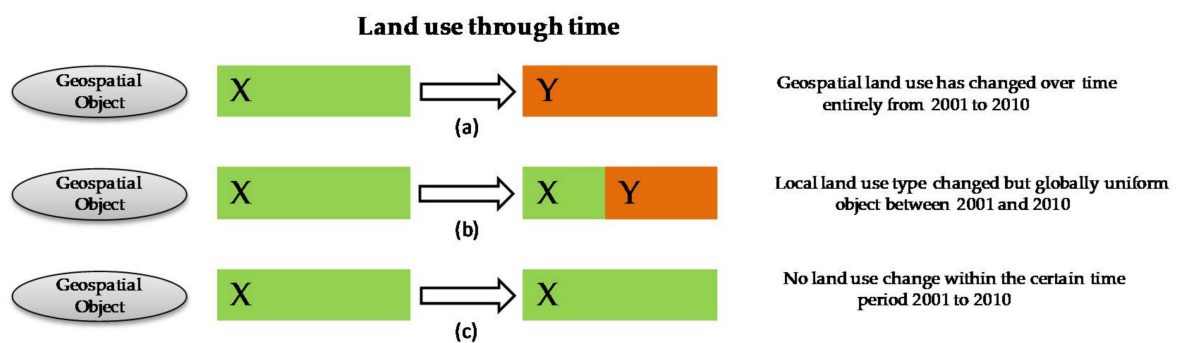 Land use through time
Geospatial
Object
X
Y
(a)
Geospatial land use has changed over time
entirely from 2001 to 2010
Geospatial
Object
X
X
Y
(b)
Local land use type changed but globally uniform
object between 2001 and 2010
Geospatial
Object
X
X
(c)
No land use change within the certain time
period 2001 to 2010